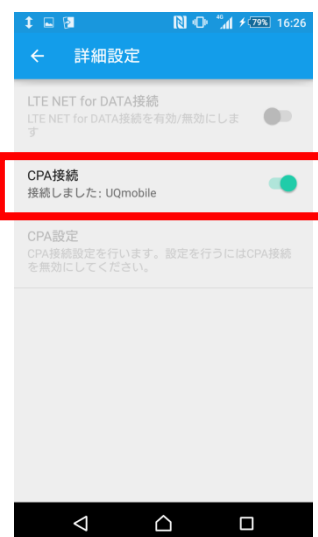 4G 79% 16:26
詳細設定
LTE NET for DATA接続
LTE NET for DATA接続を有効/無効にしま
す
CPA接続
接続しました: UQmobile
CPA設定
CPA接続設定を行います。設定を行うにはCPA接続
を無効にしてください。